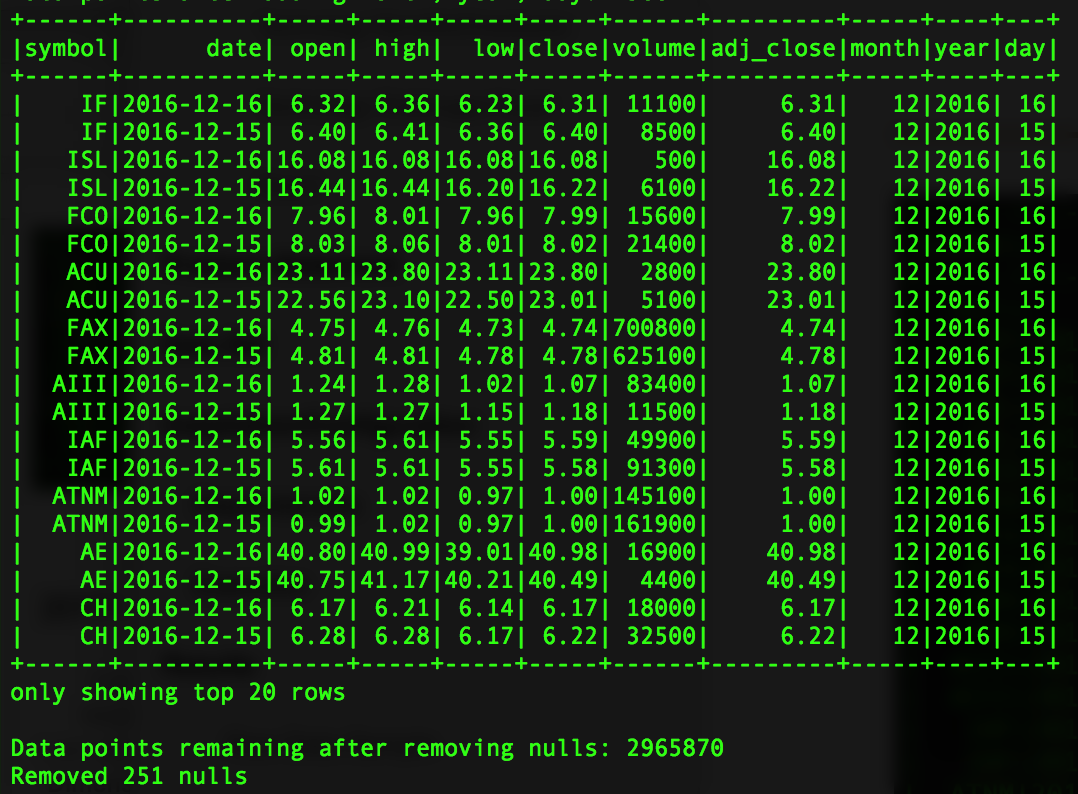 +------+----------+-----+-----+-----+-----+------+---------+-----+----+---+
|symbol|      date| open| high|  low|close|volume|adj_close|month|year|day|
+------+----------+-----+-----+-----+-----+------+---------+-----+----+---+
|    IF|2016-12-16| 6.32| 6.36| 6.23| 6.31| 11100|     6.31|   12|2016| 16|
|    IF|2016-12-15| 6.40| 6.41| 6.36| 6.40|  8500|     6.40|   12|2016| 15|
|   ISL|2016-12-16|16.08|16.08|16.08|16.08|   500|    16.08|   12|2016| 16|
|   ISL|2016-12-15|16.44|16.44|16.20|16.22|  6100|    16.22|   12|2016| 15|
|   FCO|2016-12-16| 7.96| 8.01| 7.96| 7.99| 15600|     7.99|   12|2016| 16|
|   FCO|2016-12-15| 8.03| 8.06| 8.01| 8.02| 21400|     8.02|   12|2016| 15|
|   ACU|2016-12-16|23.11|23.80|23.11|23.80|  2800|    23.80|   12|2016| 16|
|   ACU|2016-12-15|22.56|23.10|22.50|23.01|  5100|    23.01|   12|2016| 15|
|   FAX|2016-12-16| 4.75| 4.76| 4.73| 4.74|700800|     4.74|   12|2016| 16|
|   FAX|2016-12-15| 4.81| 4.81| 4.78| 4.78|625100|     4.78|   12|2016| 15|
|  AIII|2016-12-16| 1.24| 1.28| 1.02| 1.07| 83400|     1.07|   12|2016| 16|
|  AIII|2016-12-15| 1.27| 1.27| 1.15| 1.18| 11500|     1.18|   12|2016| 15|
|   IAF|2016-12-16| 5.56| 5.61| 5.55| 5.59| 49900|     5.59|   12|2016| 16|
|   IAF|2016-12-15| 5.61| 5.61| 5.55| 5.58| 91300|     5.58|   12|2016| 15|
|  ATNM|2016-12-16| 1.02| 1.02| 0.97| 1.00|145100|     1.00|   12|2016| 16|
|  ATNM|2016-12-15| 0.99| 1.02| 0.97| 1.00|161900|     1.00|   12|2016| 15|
|    AE|2016-12-16|40.80|40.99|39.01|40.98| 16900|    40.98|   12|2016| 16|
|    AE|2016-12-15|40.75|41.17|40.21|40.49|  4400|    40.49|   12|2016| 15|
|    CH|2016-12-16| 6.17| 6.21| 6.14| 6.17| 18000|     6.17|   12|2016| 16|
|    CH|2016-12-15| 6.28| 6.28| 6.17| 6.22| 32500|     6.22|   12|2016| 15|
+------+----------+-----+-----+-----+-----+------+---------+-----+----+---+
only showing top 20 rows
Data points remaining after removing nulls: 2965870
Removed 251 nulls